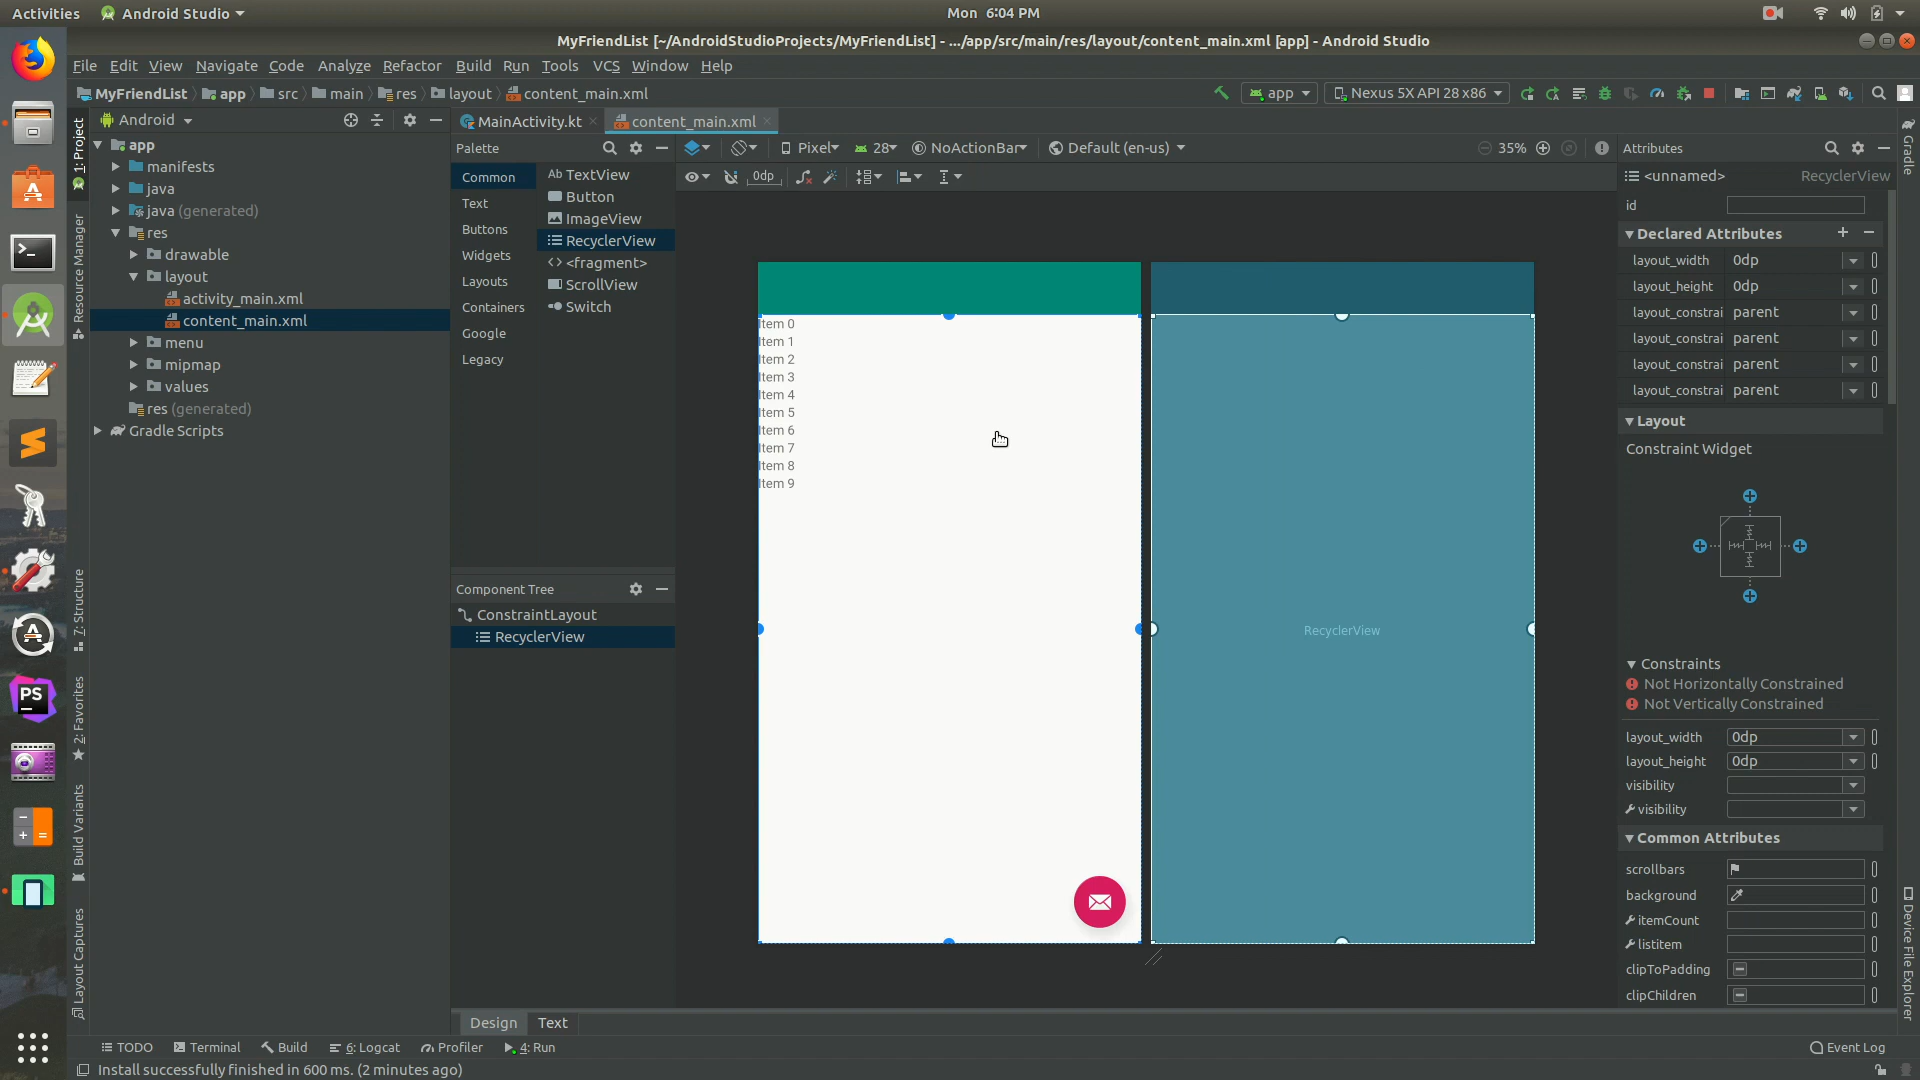 Activities
Android Studio
Mon 6:04 PM
MyFriendList [~/AndroidStudioProjects/MyFriendList] - .../app/src/main/res/layout/content_main.xml [app] - Android Studio
File Edit View Navigate Code Analyze Refactor Build Run Tools VCS Window Help
MyFriendList app src main res layout content_main.xml
app
Nexus 5X API 28 x86
1: Project
Resource Manager
7: Structure
2: Favorites
Build Variants
Layout Captures
Android
app
manifests
java
java (generated)
res
drawable
layout
activity_main.xml
content_main.xml
menu
mipmap
values
res (generated)
Gradle Scripts
PS
MainActivity.kt
content_main.xml
Palette
Common
Text
Buttons
Widgets
Layouts
Containers
Google
Legacy
Ab TextView
Button
ImageView
RecyclerView
<fragment>
ScrollView
Switch
Component Tree
ConstraintLayout
RecyclerView
Pixel
28
NoActionBar
Default (en-us)
35%
0dp
Item 0
Item 1
Item 2
Item 3
Item 4
Item 5
Item 6
Item 7
Item 8
Item 9
RecyclerView
Attributes
<unnamed> RecyclerView
id
Declared Attributes
layout_width 0dp
layout_height 0dp
layout_constrai parent
layout_constrai parent
layout_constrai parent
layout_constrai parent
Layout
Constraint Widget
Constraints
Not Horizontally Constrained
Not Vertically Constrained
layout_width 0dp
layout_height 0dp
visibility
visibility
Common Attributes
scrollbars
background
itemCount
listitem
clipToPadding
clipChildren
Gradle
Device File Explorer
Design Text
TODO Terminal Build 6: Logcat Profiler 4: Run
Event Log
Install successfully finished in 600 ms. (2 minutes ago)